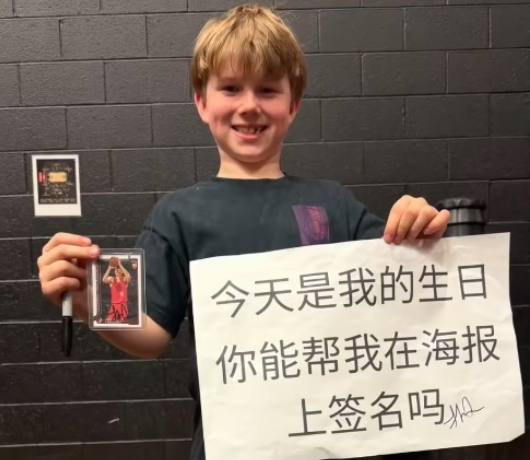 今天是我的生日
你能帮我在海报
上签名吗